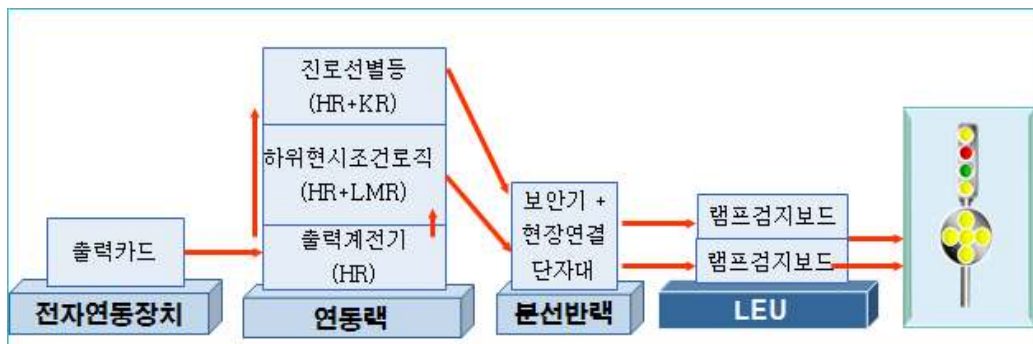 진로선별등
(HR+KR)
하위현시조건로직
(HR+LMR)
출력계전기
(HR)
연동랙
출력카드
전자연동장치
보안기 +
현장연결
단자대
분선반랙
램프검지보드
램프검지보드
LEU